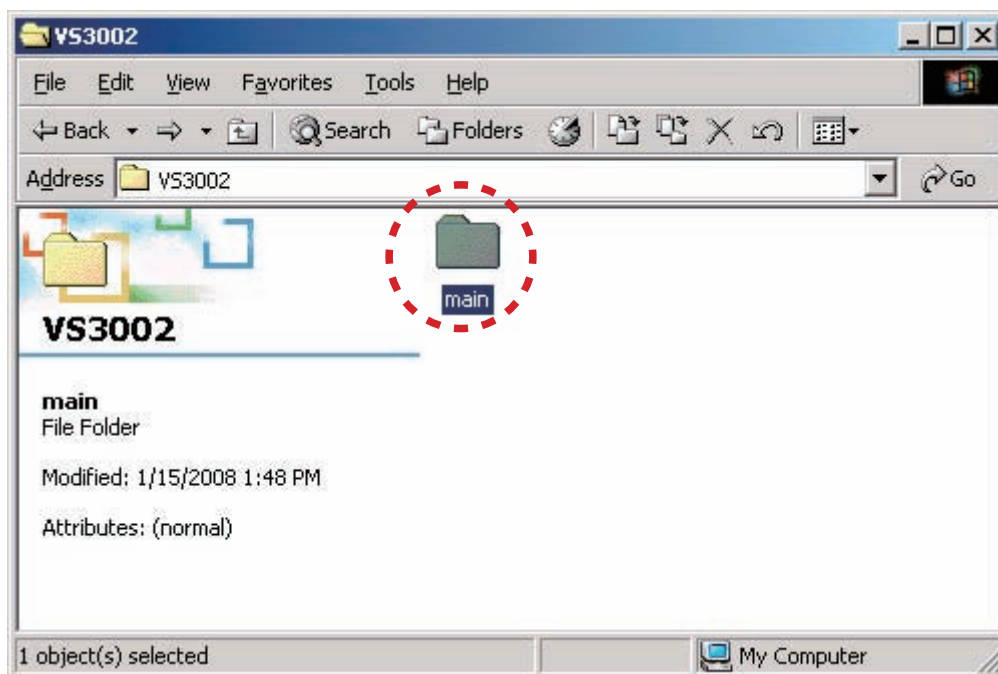 VS3002
File Edit View Favorites Tools Help
Back Search Folders
Address VS3002 Go
main
VS3002
main
File Folder
Modified: 1/15/2008 1:48 PM
Attributes: (normal)
1 object(s) selected My Computer